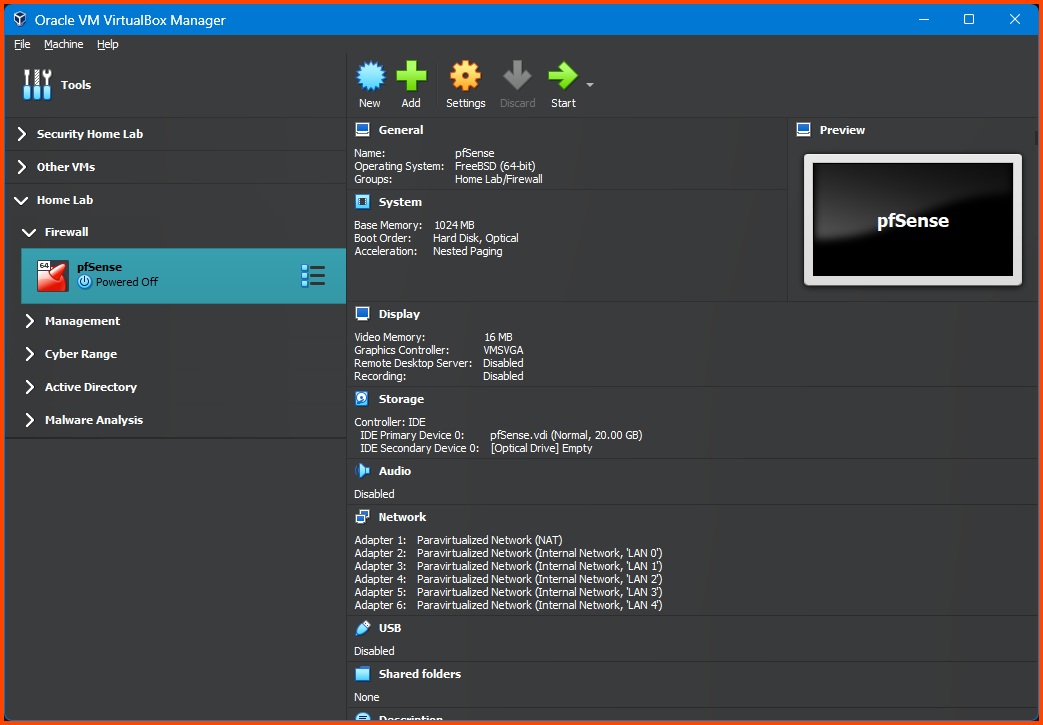 Oracle VM VirtualBox Manager
File Machine Help
Tools
New Add Settings Discard Start
Security Home Lab
Other VMs
Home Lab
Firewall
64
pfSense
Powered Off
Management
Cyber Range
Active Directory
Malware Analysis
General
Name: pfSense
Operating System: FreeBSD (64-bit)
Groups: Home Lab/Firewall
System
Base Memory: 1024 MB
Boot Order: Hard Disk, Optical
Acceleration: Nested Paging
Preview
pfSense
Display
Video Memory: 16 MB
Graphics Controller: VMSVGA
Remote Desktop Server: Disabled
Recording: Disabled
Storage
Controller: IDE
IDE Primary Device 0: pfSense.vdi (Normal, 20.00 GB)
IDE Secondary Device 0: [Optical Drive] Empty
Audio
Disabled
Network
Adapter 1: Paravirtualized Network (NAT)
Adapter 2: Paravirtualized Network (Internal Network, 'LAN 0')
Adapter 3: Paravirtualized Network (Internal Network, 'LAN 1')
Adapter 4: Paravirtualized Network (Internal Network, 'LAN 2')
Adapter 5: Paravirtualized Network (Internal Network, 'LAN 3')
Adapter 6: Paravirtualized Network (Internal Network, 'LAN 4')
USB
Disabled
Shared folders
None
Description